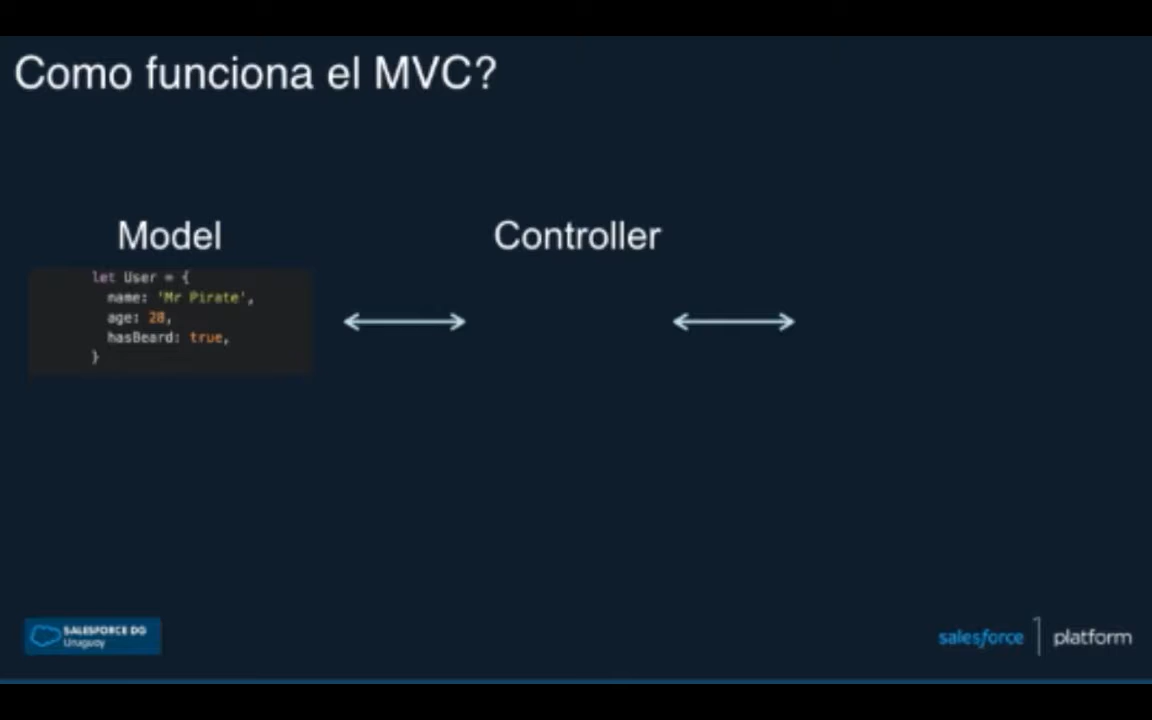 Como funciona el MVC?
Model
Controller
let User = {
name: 'Mr Pirate',
age: 28,
hasBeard: true,
}
SALESFORCE DG
Uruguay
salesforce | platform